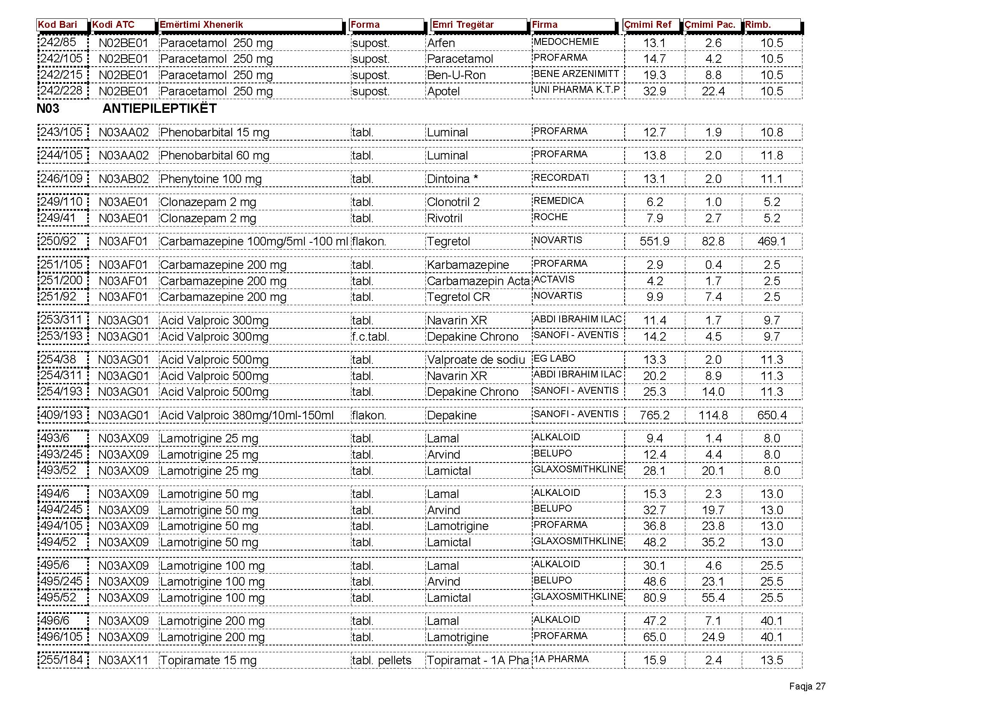 Kod Bari Kodi ATC Emërtimi Xhenerik Forma Emri Tregëtar Firma Çmimi Ref Çmimi Pac. Rimb.
242/85 N02BE01 Paracetamol 250 mg supost. Arfen MEDOCHEMIE 13.1 2.6 10.5
242/105 N02BE01 Paracetamol 250 mg supost. Paracetamol PROFARMA 14.7 4.2 10.5
242/215 N02BE01 Paracetamol 250 mg supost. Ben-U-Ron BENE ARZENIMITT 19.3 8.8 10.5
242/228 N02BE01 Paracetamol 250 mg supost. Apotel UNI PHARMA K.T.P 32.9 22.4 10.5
N03 ANTIEPILEPTIKËT
243/105 N03AA02 Phenobarbital 15 mg tabl. Luminal PROFARMA 12.7 1.9 10.8
244/105 N03AA02 Phenobarbital 60 mg tabl. Luminal PROFARMA 13.8 2.0 11.8
246/109 N03AB02 Phenytoine 100 mg tabl. Dintoina * RECORDATI 13.1 2.0 11.1
249/110 N03AE01 Clonazepam 2 mg tabl. Clonotril 2 REMEDICA 6.2 1.0 5.2
249/41 N03AE01 Clonazepam 2 mg tabl. Rivotril ROCHE 7.9 2.7 5.2
250/92 N03AF01 Carbamazepine 100mg/5ml -100 ml flakon. Tegretol NOVARTIS 551.9 82.8 469.1
251/105 N03AF01 Carbamazepine 200 mg tabl. Karbamazepine PROFARMA 2.9 0.4 2.5
251/200 N03AF01 Carbamazepine 200 mg tabl. Carbamazepin Acta ACTAVIS 4.2 1.7 2.5
251/92 N03AF01 Carbamazepine 200 mg tabl. Tegretol CR NOVARTIS 9.9 7.4 2.5
253/311 N03AG01 Acid Valproic 300mg tabl. Navarin XR ABDI IBRAHIM ILAC 11.4 1.7 9.7
253/193 N03AG01 Acid Valproic 300mg f.c.tabl. Depakine Chrono SANOFI - AVENTIS 14.2 4.5 9.7
254/38 N03AG01 Acid Valproic 500mg tabl. Valproate de sodiu EG LABO 13.3 2.0 11.3
254/311 N03AG01 Acid Valproic 500mg tabl. Navarin XR ABDI IBRAHIM ILAC 20.2 8.9 11.3
254/193 N03AG01 Acid Valproic 500mg tabl. Depakine Chrono SANOFI - AVENTIS 25.3 14.0 11.3
409/193 N03AG01 Acid Valproic 380mg/10ml-150ml flakon. Depakine SANOFI - AVENTIS 765.2 114.8 650.4
493/6 N03AX09 Lamotrigine 25 mg tabl. Lamal ALKALOID 9.4 1.4 8.0
493/245 N03AX09 Lamotrigine 25 mg tabl. Arvind BELUPO 12.4 4.4 8.0
493/52 N03AX09 Lamotrigine 25 mg tabl. Lamictal GLAXOSMITHKLINE 28.1 20.1 8.0
494/6 N03AX09 Lamotrigine 50 mg tabl. Lamal ALKALOID 15.3 2.3 13.0
494/245 N03AX09 Lamotrigine 50 mg tabl. Arvind BELUPO 32.7 19.7 13.0
494/105 N03AX09 Lamotrigine 50 mg tabl. Lamotrigine PROFARMA 36.8 23.8 13.0
494/52 N03AX09 Lamotrigine 50 mg tabl. Lamictal GLAXOSMITHKLINE 48.2 35.2 13.0
495/6 N03AX09 Lamotrigine 100 mg tabl. Lamal ALKALOID 30.1 4.6 25.5
495/245 N03AX09 Lamotrigine 100 mg tabl. Arvind BELUPO 48.6 23.1 25.5
495/52 N03AX09 Lamotrigine 100 mg tabl. Lamictal GLAXOSMITHKLINE 80.9 55.4 25.5
496/6 N03AX09 Lamotrigine 200 mg tabl. Lamal ALKALOID 47.2 7.1 40.1
496/105 N03AX09 Lamotrigine 200 mg tabl. Lamotrigine PROFARMA 65.0 24.9 40.1
255/184 N03AX11 Topiramate 15 mg tabl. pellets Topiramat - 1A Pha 1A PHARMA 15.9 2.4 13.5
Faqja 27